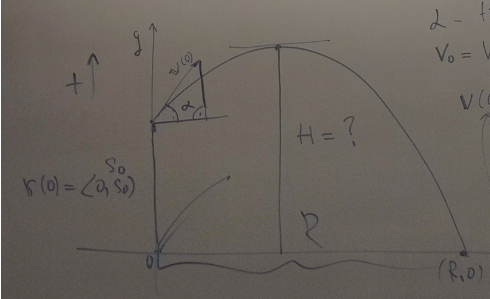 y
α -
+
v(0)
V₀ =
α
V(
H = ?
S₀
r(0) = <0, S₀>
R
0
(R,0)